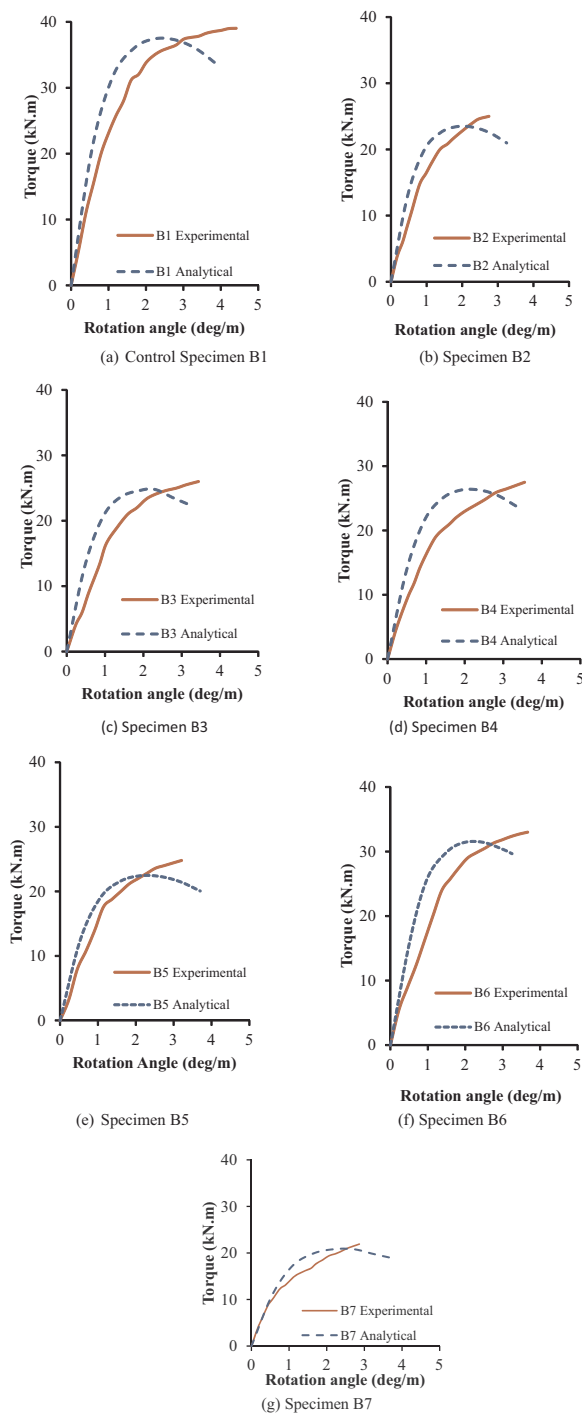 40
30
20
10
0
Torque (kN.m)
B1 Experimental
B1 Analytical
0 1 2 3 4 5
Rotation angle (deg/m)
(a) Control Specimen B1
40
30
20
10
0
Torque (kN.m)
B2 Experimental
B2 Analytical
0 1 2 3 4 5
Rotation angle (deg/m)
(b) Specimen B2
40
30
20
10
0
Torque (kN.m)
B3 Experimental
B3 Analytical
0 1 2 3 4 5
Rotation angle (deg/m)
(c) Specimen B3
40
30
20
10
0
Torque (kN.m)
B4 Experimental
B4 Analytical
0 1 2 3 4 5
Rotation angle (deg/m)
(d) Specimen B4
40
30
20
10
0
Torque (kN.m)
B5 Experimental
B5 Analytical
0 1 2 3 4 5
Rotation Angle (deg/m)
(e) Specimen B5
40
30
20
10
0
Torque (kN.m)
B6 Experimental
B6 Analytical
0 1 2 3 4 5
Rotation angle (deg/m)
(f) Specimen B6
40
30
20
10
0
Torque (kN.m)
B7 Experimental
B7 Analytical
0 1 2 3 4 5
Rotation angle (deg/m)
(g) Specimen B7